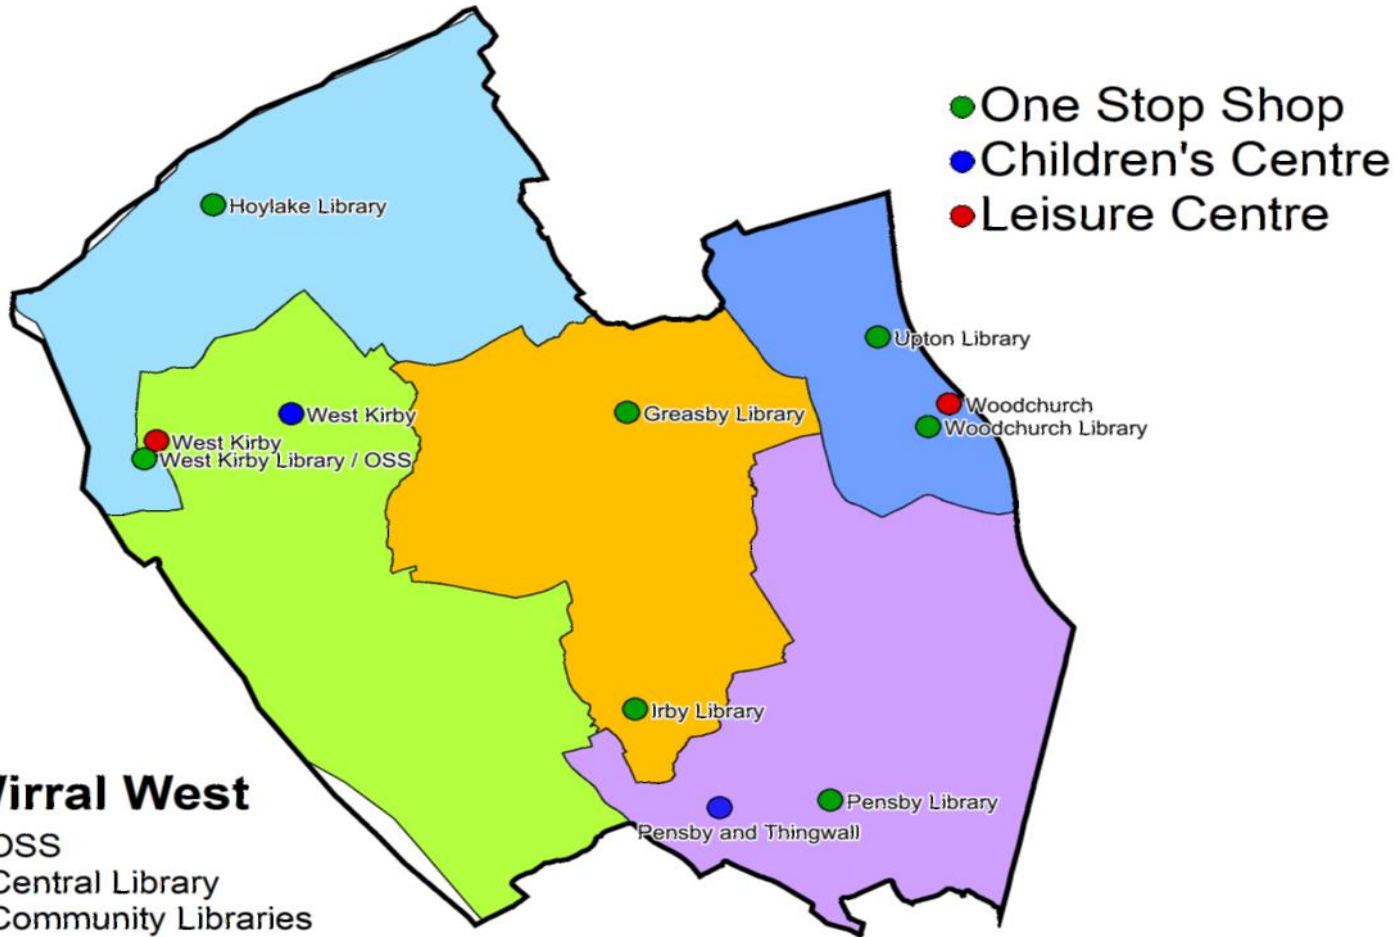 One Stop Shop
Children's Centre
Leisure Centre
Hoylake Library
Upton Library
West Kirby
Greasby Library
Woodchurch
Woodchurch Library
West Kirby
West Kirby Library / OSS
Irby Library
Pensby Library
Pensby and Thingwall
West
OSS
Central Library
Community Libraries